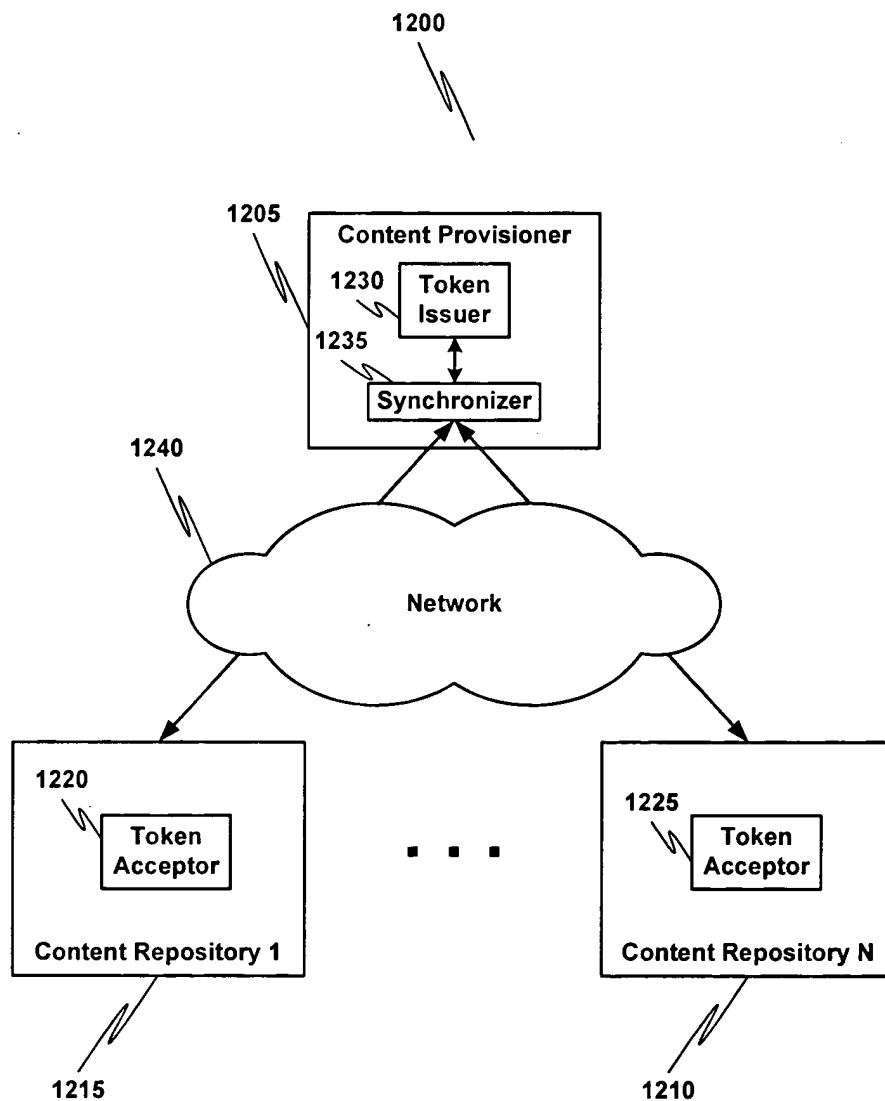 1200
1205
Content Provisioner
1230
Token
Issuer
1235
Synchronizer
1240
Network
1220
Token
Acceptor
Content Repository 1
1225
Token
Acceptor
Content Repository N
1215
1210